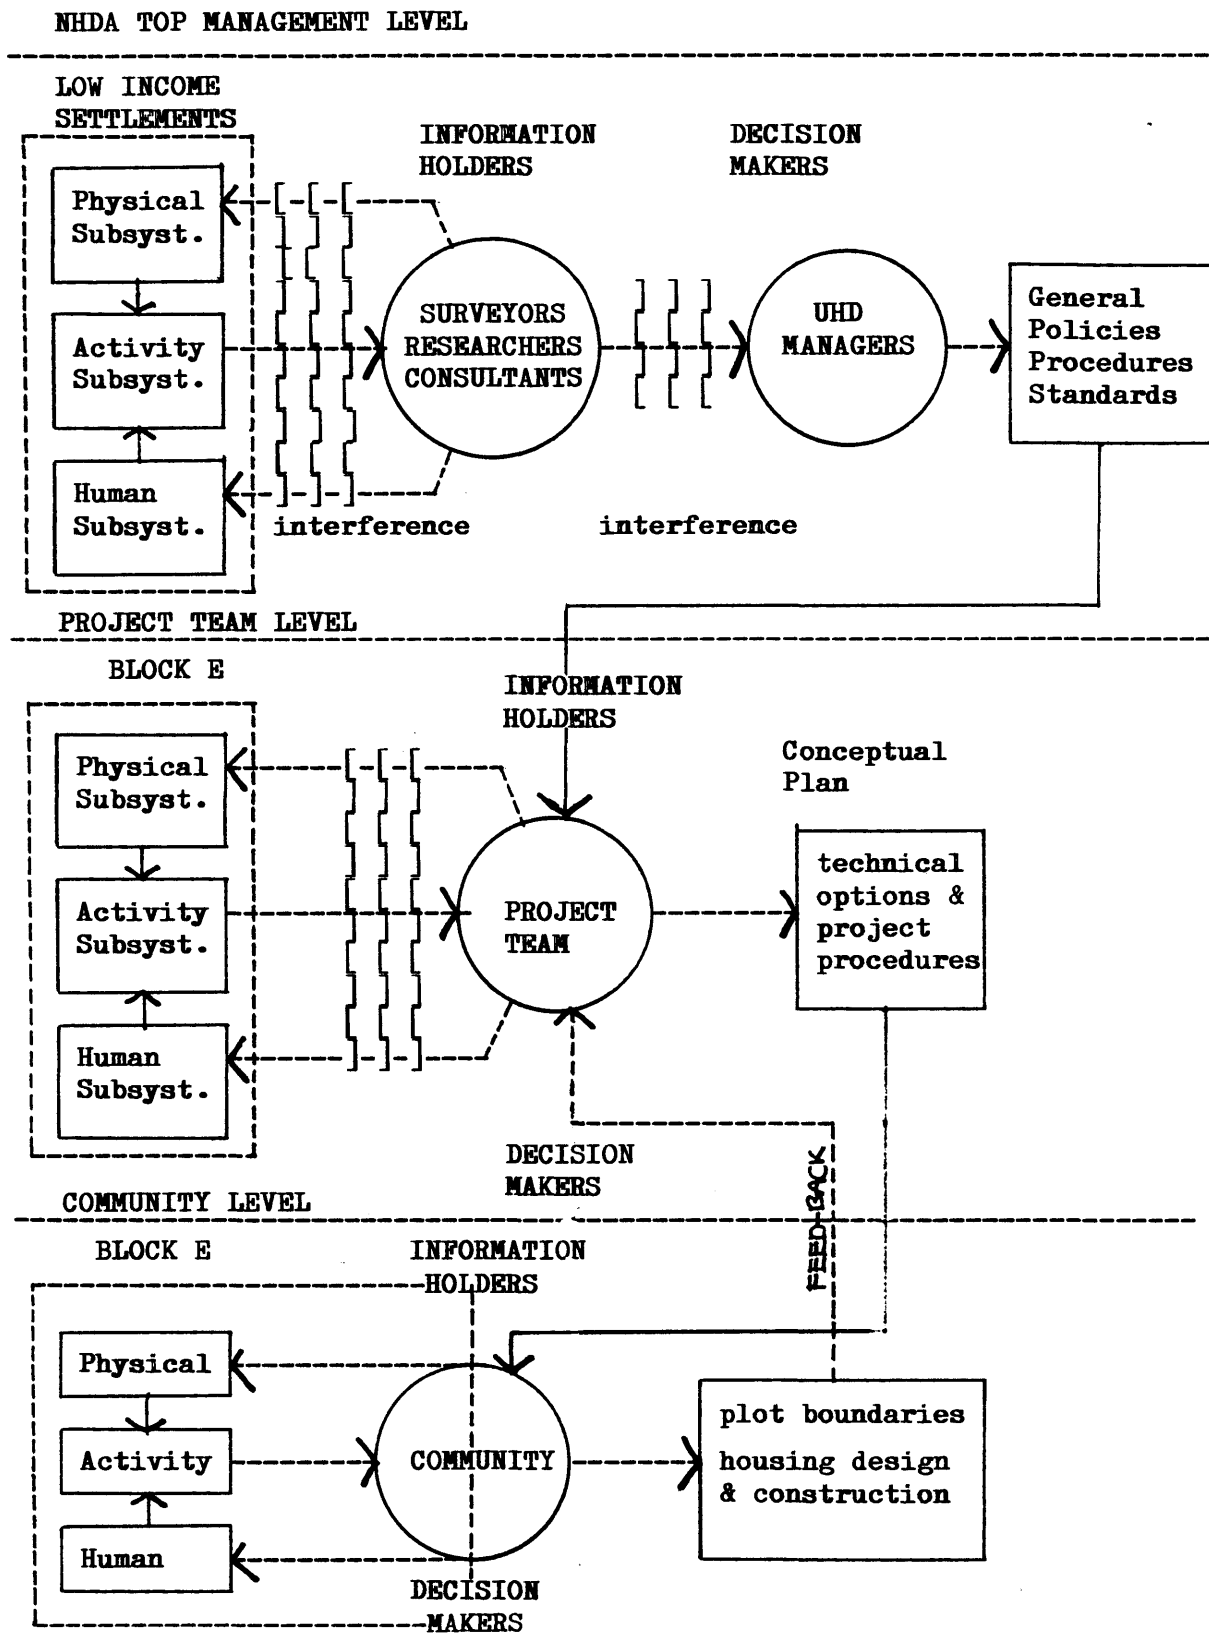 NHDA TOP MANAGEMENT LEVEL
LOW INCOME
SETTLEMENTS
INFORMATION
HOLDERS
DECISION
MAKERS
Physical
Subsyst.
Activity
Subsyst.
Human
Subsyst.
SURVEYORS
RESEARCHERS
CONSULTANTS
UHD
MANAGERS
General
Policies
Procedures
Standards
interference
interference
PROJECT TEAM LEVEL
BLOCK E
INFORMATION
HOLDERS
Physical
Subsyst.
Activity
Subsyst.
Human
Subsyst.
PROJECT
TEAM
Conceptual
Plan
technical
options &
project
procedures
DECISION
MAKERS
FEED-BACK
COMMUNITY LEVEL
BLOCK E
INFORMATION
HOLDERS
Physical
Activity
Human
COMMUNITY
plot boundaries
housing design
& construction
DECISION
MAKERS